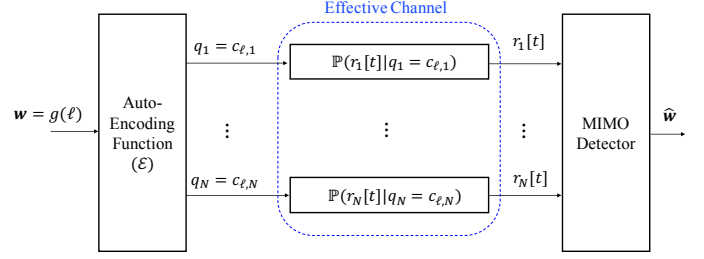 Effective Channel
q₁ = c_{ℓ,1}
ℙ(r₁[t]|q₁ = c_{ℓ,1})
r₁[t]
w = g(ℓ)
Auto-
Encoding
Function
(ℰ)
⋮
⋮
⋮
MIMO
Detector
ŵ
q_N = c_{ℓ,N}
ℙ(r_N[t]|q_N = c_{ℓ,N})
r_N[t]